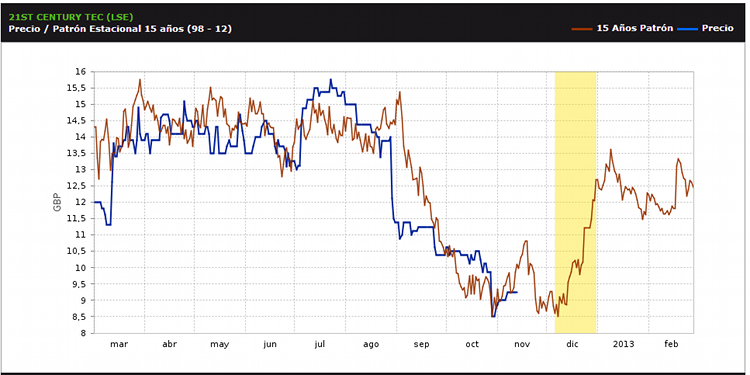 21ST CENTURY TEC (LSE)
Precio / Patrón Estacional 15 años (98 - 12)
15 Años Patrón
Precio
16
15,5
15
14,5
14
13,5
13
12,5
12
11,5
11
10,5
10
9,5
9
8,5
8
GBP
mar abr may jun jul ago sep oct nov dic 2013 feb